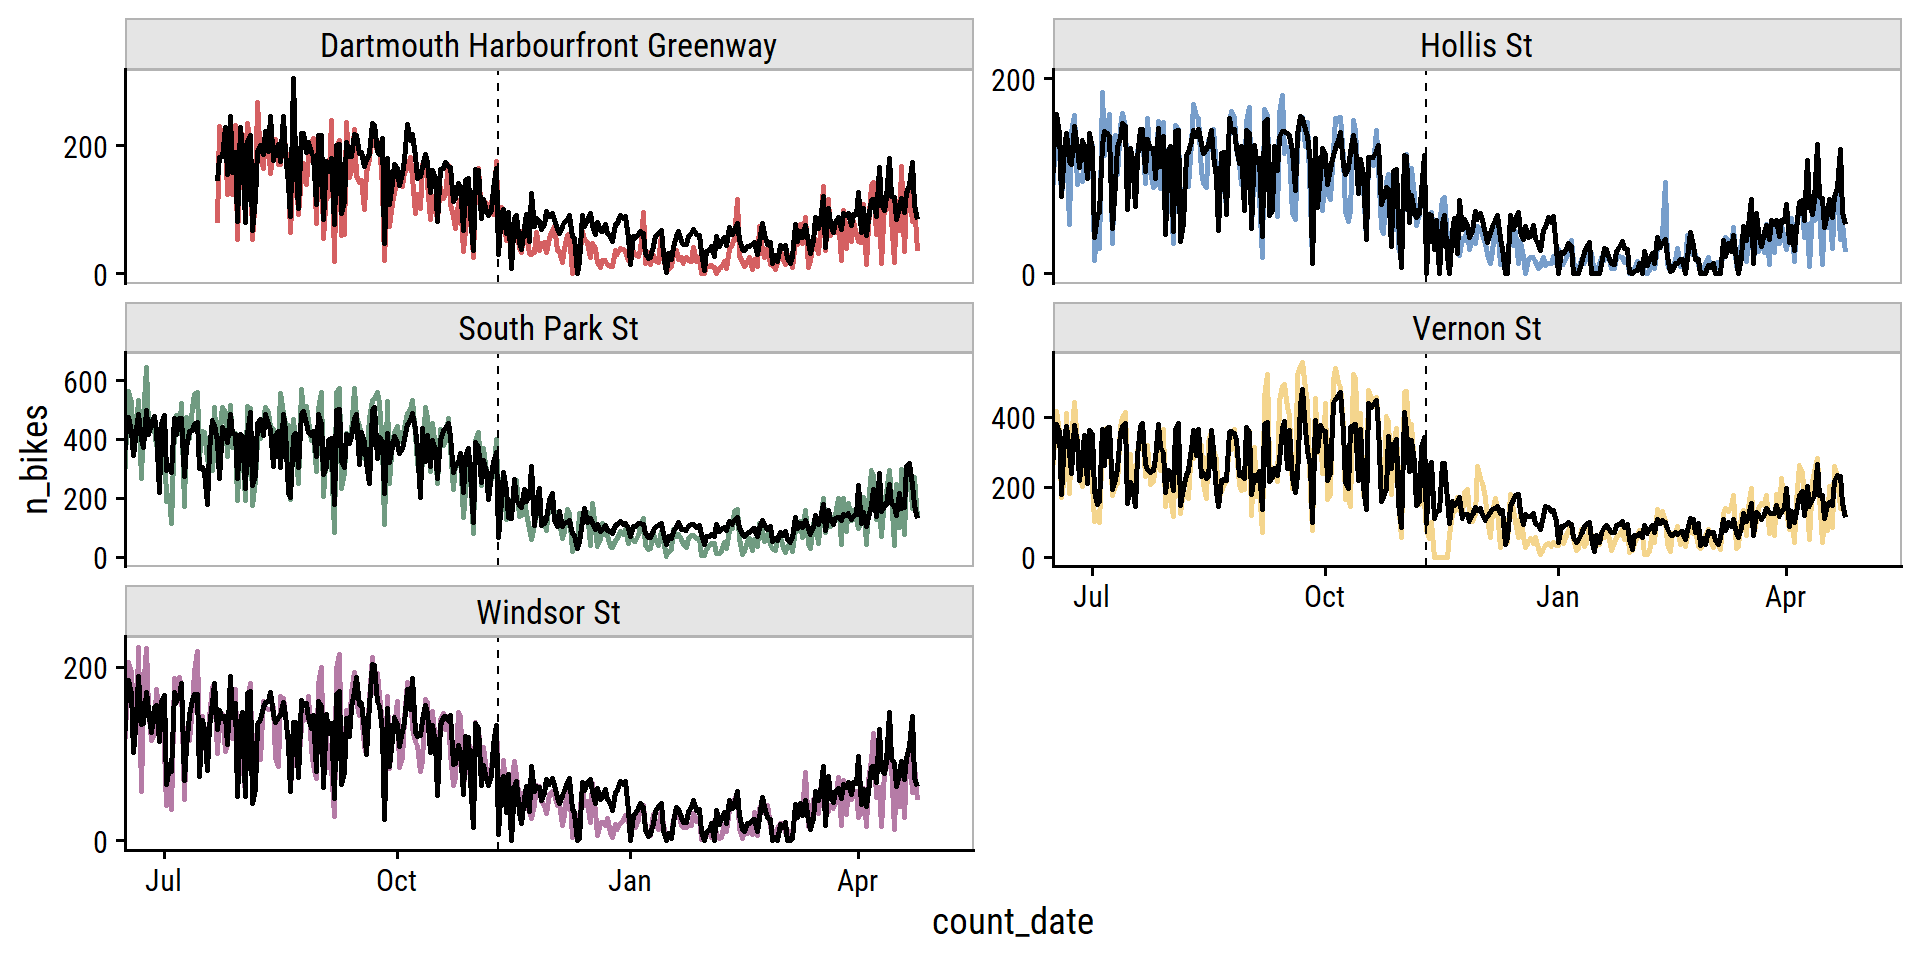 Dartmouth Harbourfront Greenway
200
0
Hollis St
200
0
South Park St
600
400
200
0
Vernon St
400
200
0
Jul Oct Jan Apr
Windsor St
200
0
Jul Oct Jan Apr
n_bikes
count_date